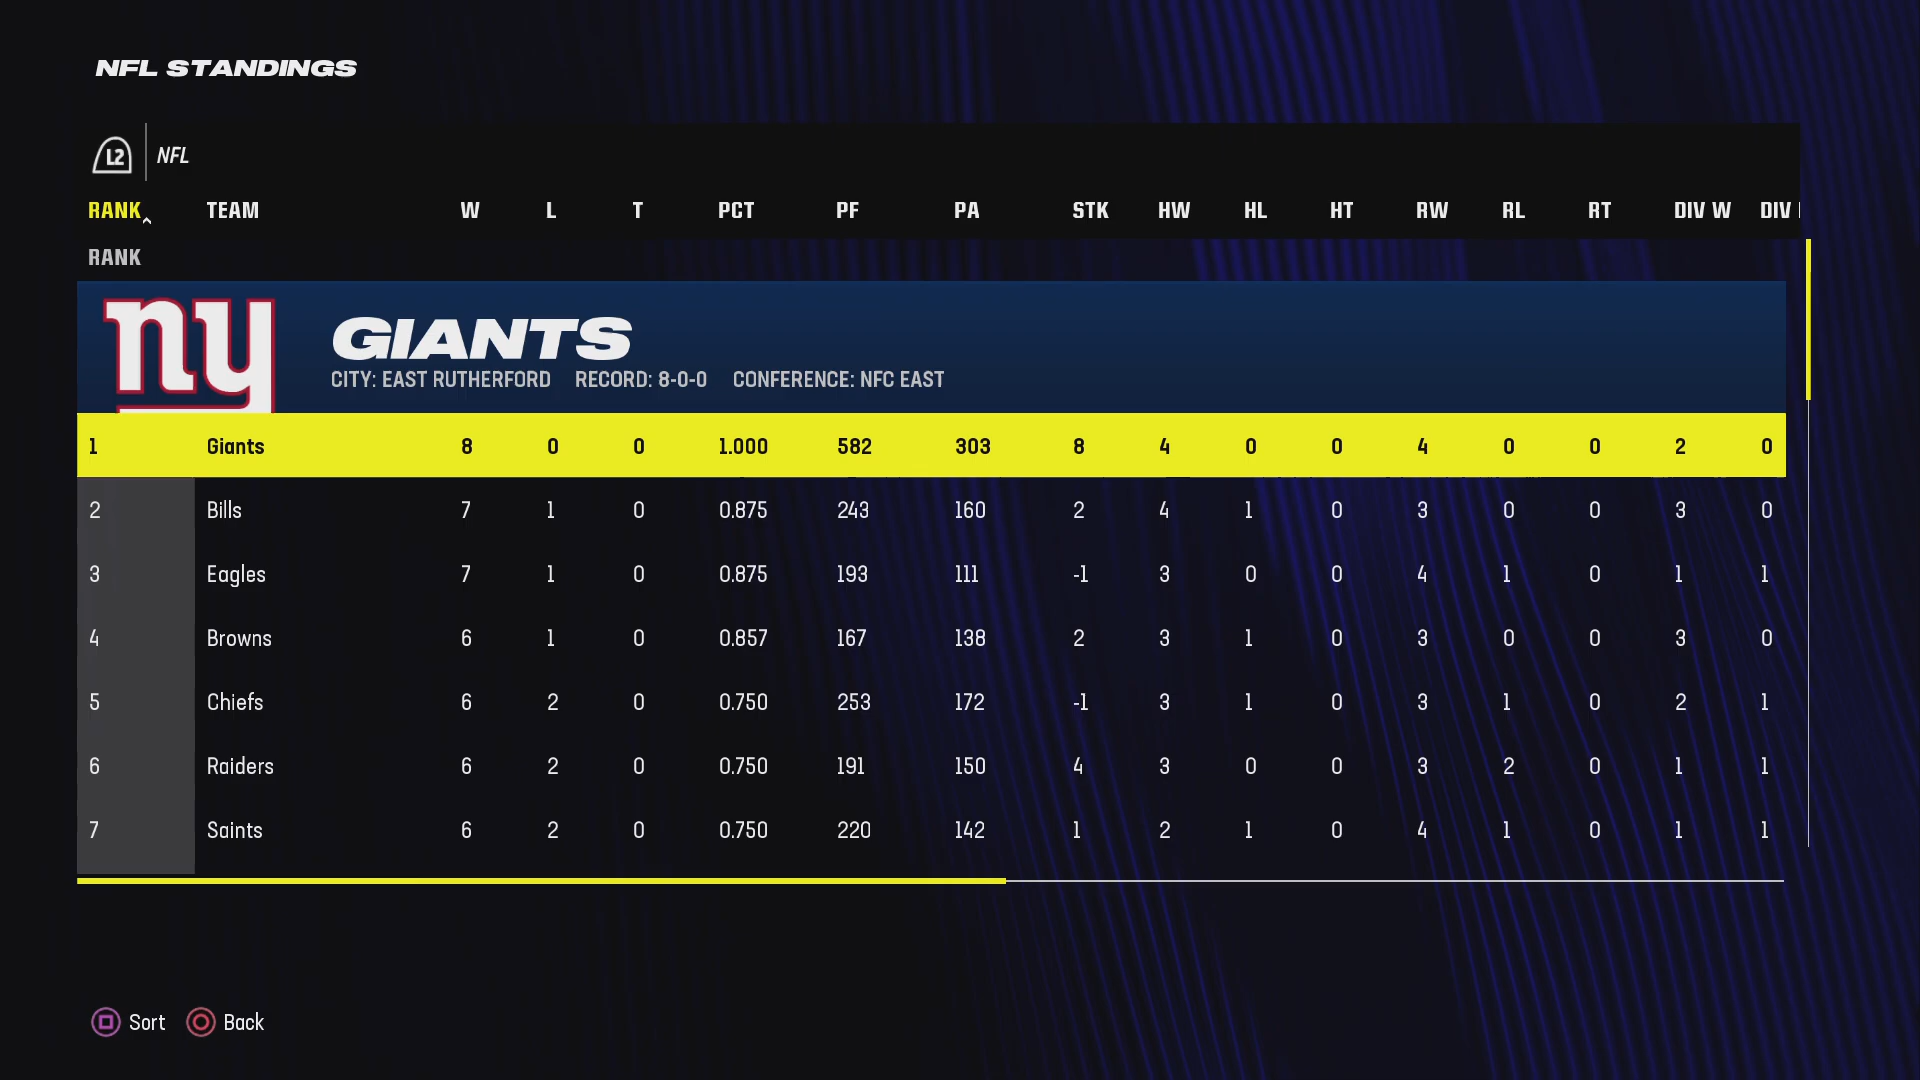 NFL STANDINGS
L2 NFL
RANK TEAM W L T PCT PF PA STK HW HL HT RW RL RT DIV W DIV
RANK
ny GIANTS
CITY: EAST RUTHERFORD RECORD: 8-0-0 CONFERENCE: NFC EAST
1 Giants 8 0 0 1.000 582 303 8 4 0 0 4 0 0 2 0
2 Bills 7 1 0 0.875 243 160 2 4 1 0 3 0 0 3 0
3 Eagles 7 1 0 0.875 193 111 -1 3 0 0 4 1 0 1 1
4 Browns 6 1 0 0.857 167 138 2 3 1 0 3 0 0 3 0
5 Chiefs 6 2 0 0.750 253 172 -1 3 1 0 3 1 0 2 1
6 Raiders 6 2 0 0.750 191 150 4 3 0 0 3 2 0 1 1
7 Saints 6 2 0 0.750 220 142 1 2 1 0 4 1 0 1 1
Sort Back